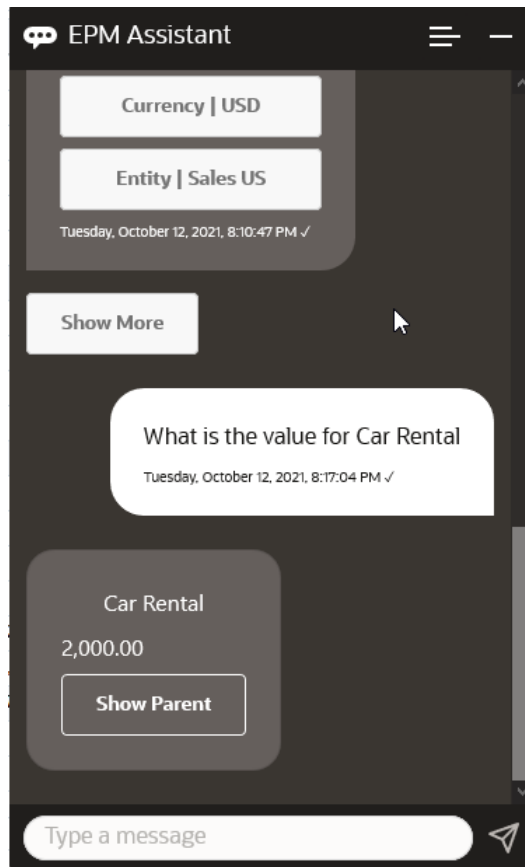 EPM Assistant
Currency | USD
Entity | Sales US
Tuesday, October 12, 2021, 8:10:47 PM ✓
Show More
What is the value for Car Rental
Tuesday, October 12, 2021, 8:17:04 PM ✓
Car Rental
2,000.00
Show Parent
Type a message